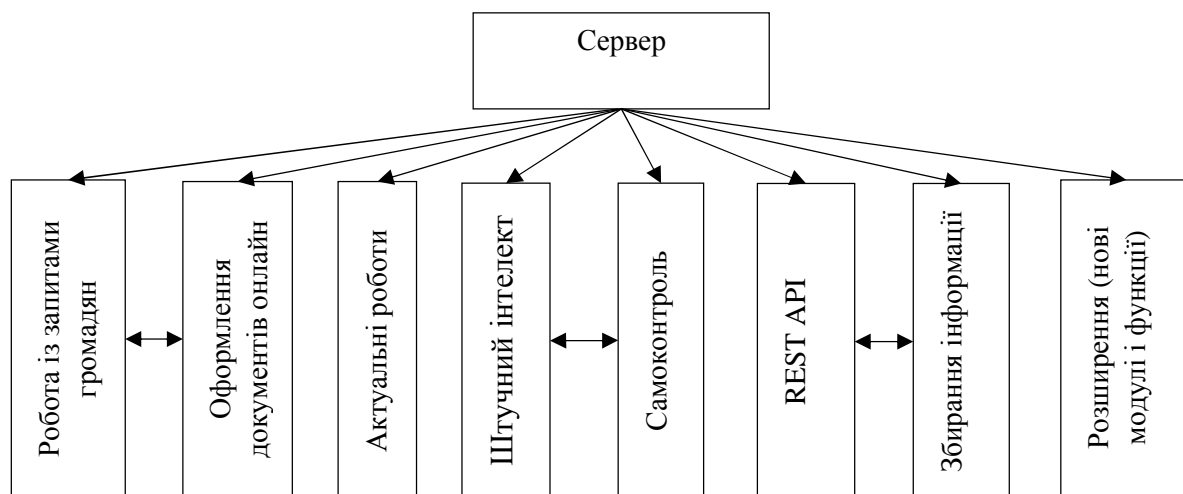 Сервер
Робота із запитами
громадян
Оформлення
документів онлайн
Актуальні роботи
Штучний інтелект
Самоконтроль
REST API
Збирання інформації
Розширення (нові
модулі і функції)